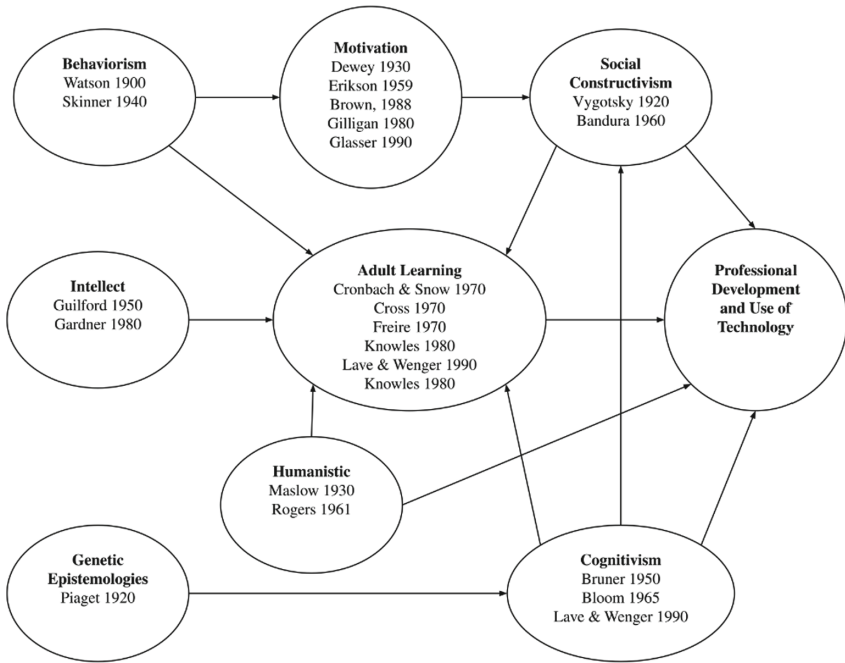 Behaviorism
Watson 1900
Skinner 1940
Motivation
Dewey 1930
Erikson 1959
Brown, 1988
Gilligan 1980
Glasser 1990
Social
Constructivism
Vygotsky 1920
Bandura 1960
Intellect
Guilford 1950
Gardner 1980
Adult Learning
Cronbach & Snow 1970
Cross 1970
Freire 1970
Knowles 1980
Lave & Wenger 1990
Knowles 1980
Professional
Development
and Use of
Technology
Humanistic
Maslow 1930
Rogers 1961
Genetic
Epistemologies
Piaget 1920
Cognitivism
Bruner 1950
Bloom 1965
Lave & Wenger 1990